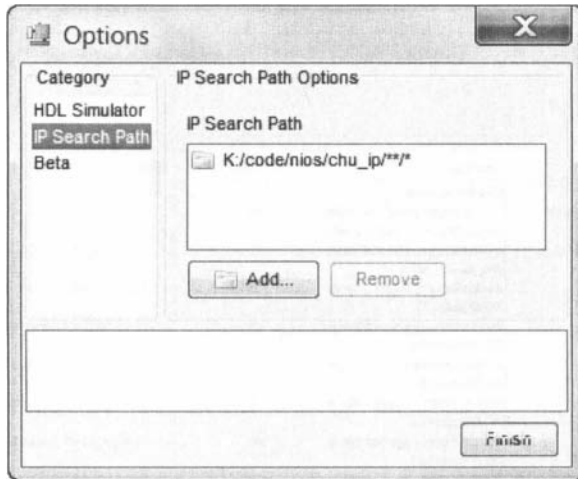 Options
Category
HDL Simulator
IP Search Path
Beta
IP Search Path Options
IP Search Path
K:/code/nios/chu_ip/**/*
Add...
Remove